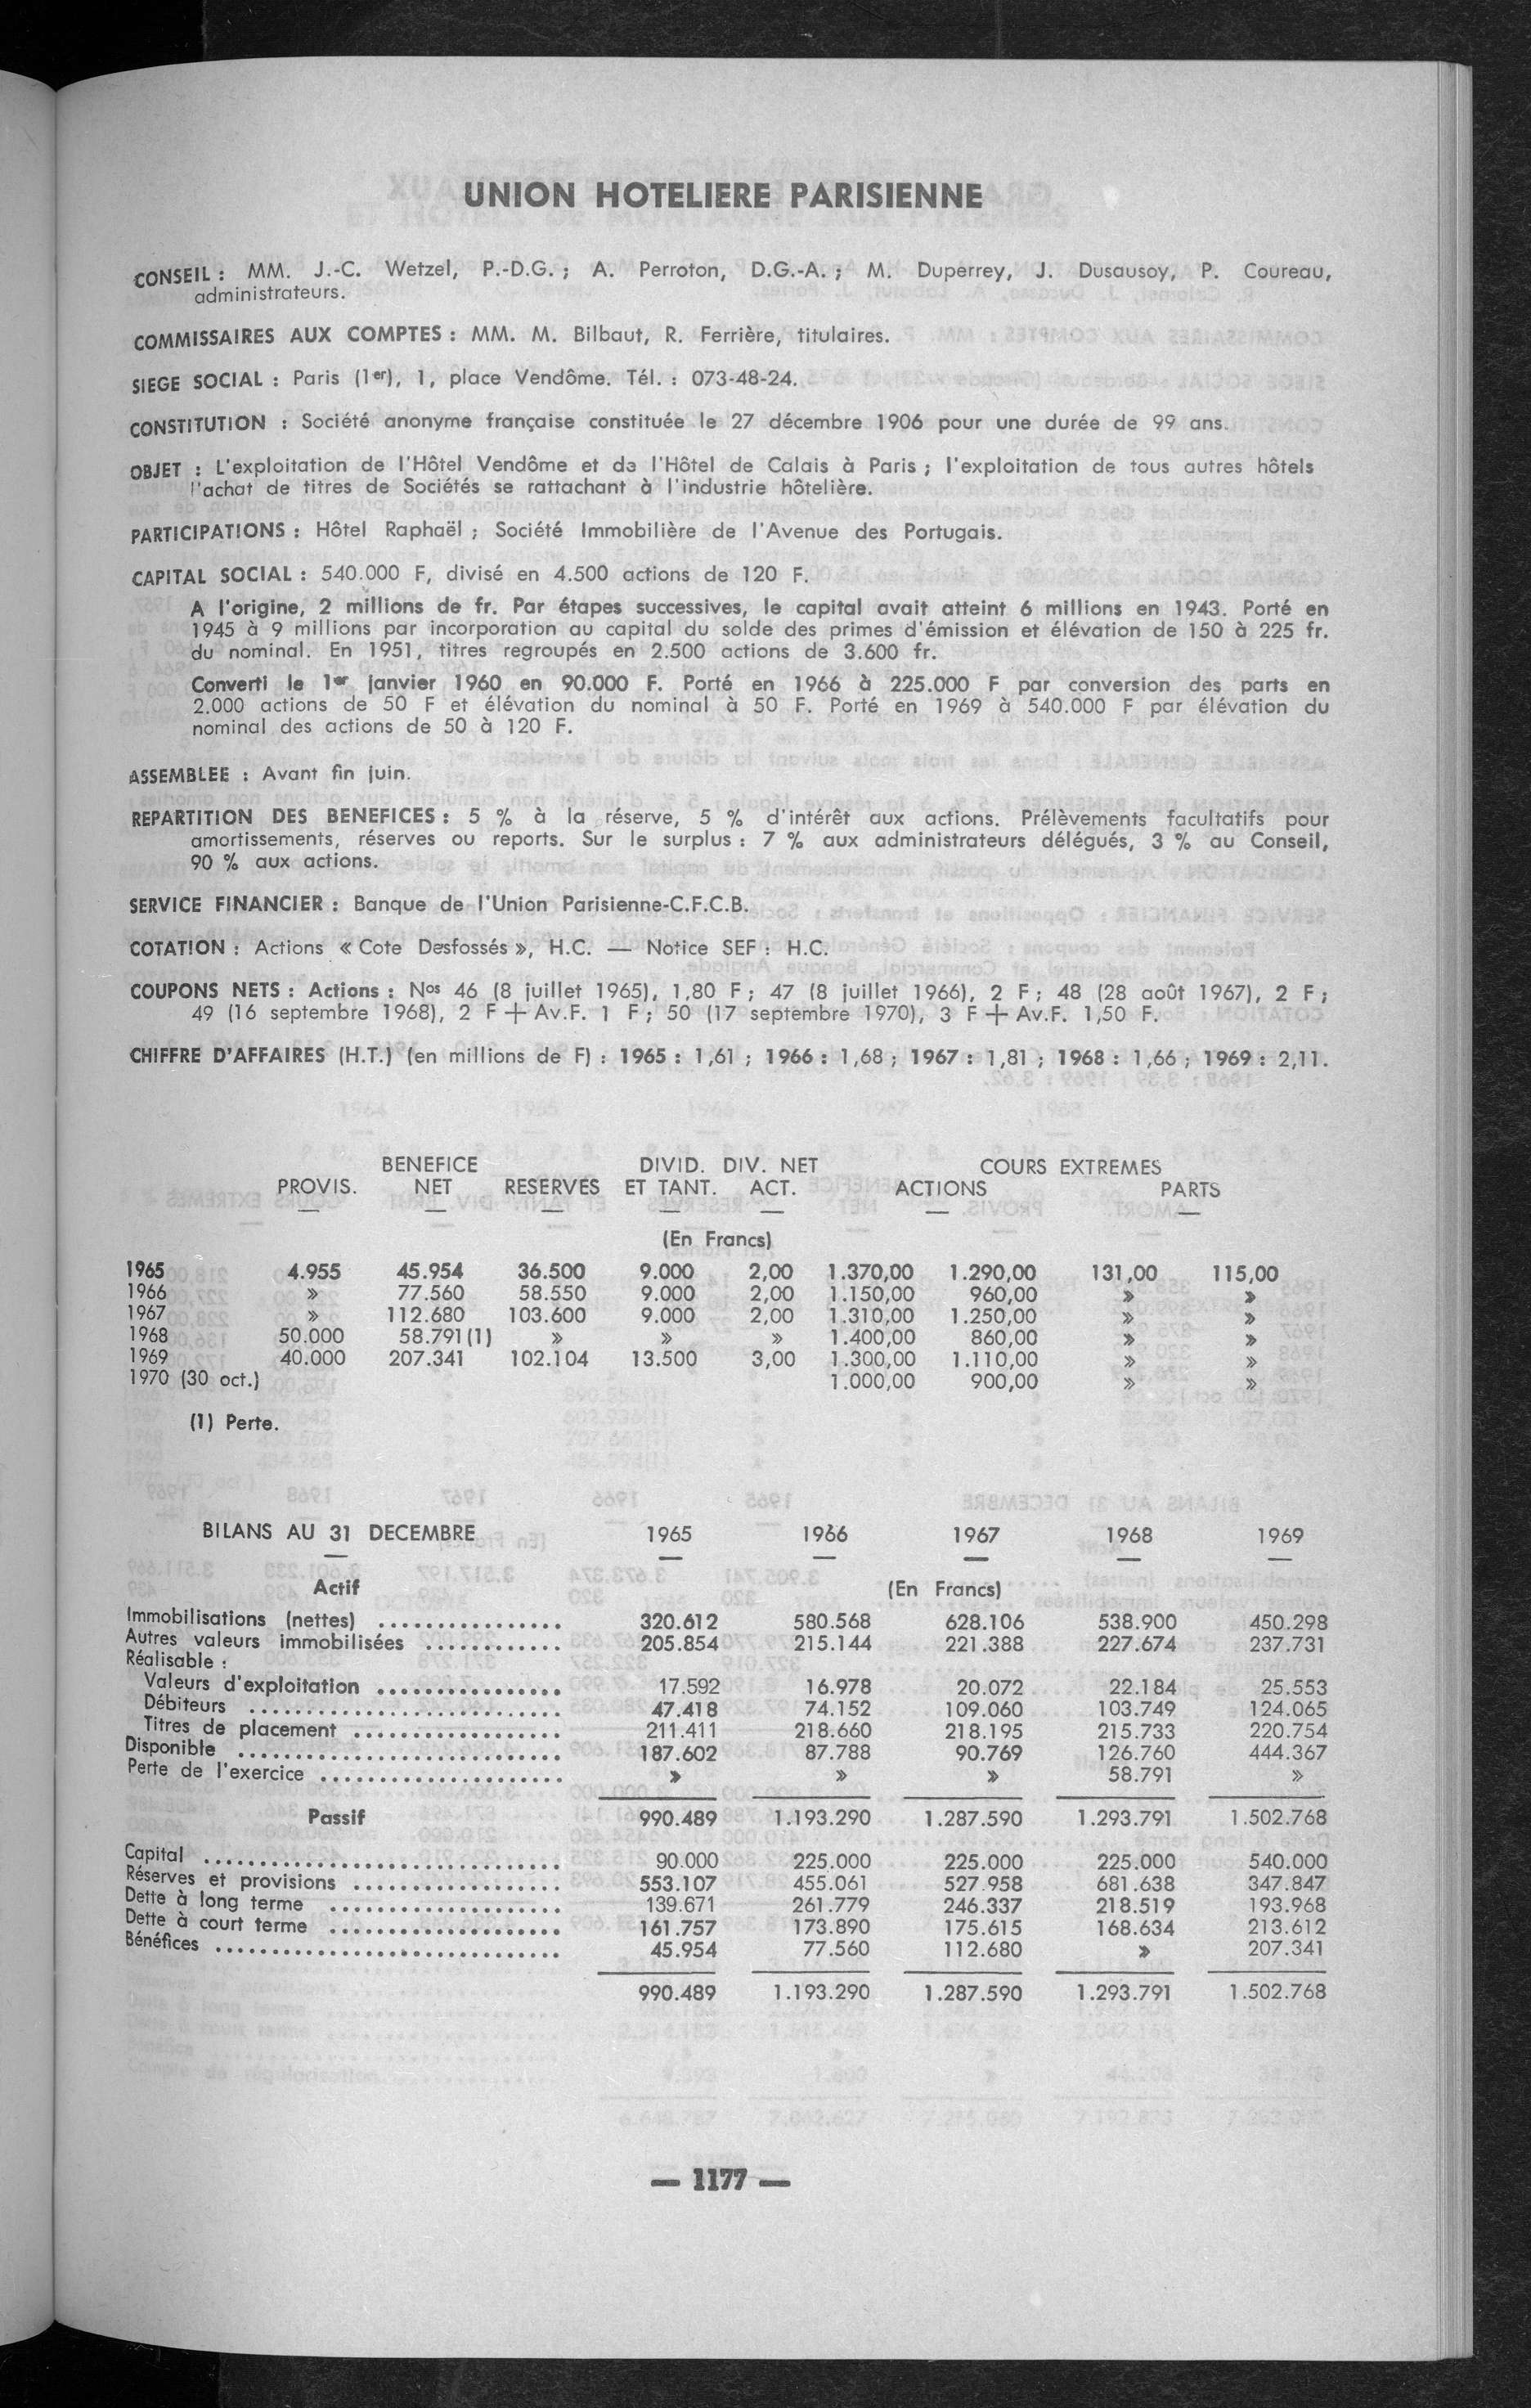 UNION HOTELIERE PARISIENNE
CONSEIL : MM. J.-C. Wetzel, P.-D.G. ; A. Perroton, D.G.-A. ; M. Duperrey, J. Dusausoy, P. Coureau,
administrateurs.
COMMISSAIRES AUX COMPTES : MM. M. Bilbaut, R. Ferrière, titulaires.
SIEGE SOCIAL : Paris (1er), 1, place Vendôme. Tél. : 073-48-24.
CONSTITUTION : Société anonyme française constituée le 27 décembre 1906 pour une durée de 99 ans.
OBJET : L'exploitation de l'Hôtel Vendôme et de l'Hôtel de Calais à Paris ; l'exploitation de tous autres hôtels
l'achat de titres de Sociétés se rattachant à l'industrie hôtelière.
PARTICIPATIONS : Hôtel Raphaël ; Société Immobilière de l'Avenue des Portugais.
CAPITAL SOCIAL : 540.000 F, divisé en 4.500 actions de 120 F.
A l'origine, 2 millions de fr. Par étapes successives, le capital avait atteint 6 millions en 1943. Porté en
1945 à 9 millions par incorporation au capital du solde des primes d'émission et élévation de 150 à 225 fr.
du nominal. En 1951, titres regroupés en 2.500 actions de 3.600 fr.
Converti le 1er janvier 1960 en 90.000 F. Porté en 1966 à 225.000 F par conversion des parts en
2.000 actions de 50 F et élévation du nominal à 50 F. Porté en 1969 à 540.000 F par élévation du
nominal des actions de 50 à 120 F.
ASSEMBLEE : Avant fin juin.
REPARTITION DES BENEFICES : 5 % à la réserve, 5 % d'intérêt aux actions. Prélèvements facultatifs pour
amortissements, réserves ou reports. Sur le surplus : 7 % aux administrateurs délégués, 3 % au Conseil,
90 % aux actions.
SERVICE FINANCIER : Banque de l'Union Parisienne-C.F.C.B.
COTATION : Actions « Cote Desfossés », H.C. — Notice SEF : H.C.
COUPONS NETS : Actions : Nos 46 (8 juillet 1965), 1,80 F ; 47 (8 juillet 1966), 2 F ; 48 (28 août 1967), 2 F ;
49 (16 septembre 1968), 2 F + Av.F. 1 F ; 50 (17 septembre 1970), 3 F + Av.F. 1,50 F.
CHIFFRE D'AFFAIRES (H.T.) (en millions de F) : 1965 : 1,61 ; 1966 : 1,68 ; 1967 : 1,81 ; 1968 : 1,66 ; 1969 : 2,11.
BENEFICE DIVID. DIV. NET COURS EXTREMES
PROVIS. NET RESERVES ET TANT. ACT. ACTIONS PARTS
(En Francs)
1965 4.955 45.954 36.500 9.000 2,00 1.370,00 1.290,00 131,00 115,00
1966 » 77.560 58.550 9.000 2,00 1.150,00 960,00 » »
1967 » 112.680 103.600 9.000 2,00 1.310,00 1.250,00 » »
1968 50.000 58.791 (1) » » » 1.400,00 860,00 » »
1969 40.000 207.341 102.104 13.500 3,00 1.300,00 1.110,00 » »
1970 (30 oct.) 1.000,00 900,00 » »
(1) Perte.
BILANS AU 31 DECEMBRE 1965 1966 1967 1968 1969
Actif (En Francs)
Immobilisations (nettes) ................ 320.612 580.568 628.106 538.900 450.298
Autres valeurs immobilisées ............ 205.854 215.144 221.388 227.674 237.731
Réalisable :
Valeurs d'exploitation ................ 17.592 16.978 20.072 22.184 25.553
Débiteurs ............................ 47.418 74.152 109.060 103.749 124.065
Titres de placement ................... 211.411 218.660 218.195 215.733 220.754
Disponible ............................. 187.602 87.788 90.769 126.760 444.367
Perte de l'exercice ...................... » » » 58.791 »
Passif 990.489 1.193.290 1.287.590 1.293.791 1.502.768
Capital ................................ 90.000 225.000 225.000 225.000 540.000
Réserves et provisions ................... 553.107 455.061 527.958 681.638 347.847
Dette à long terme ..................... 139.671 261.779 246.337 218.519 193.968
Dette à court terme ..................... 161.757 173.890 175.615 168.634 213.612
Bénéfices ............................... 45.954 77.560 112.680 » 207.341
990.489 1.193.290 1.287.590 1.293.791 1.502.768
— 1177 —